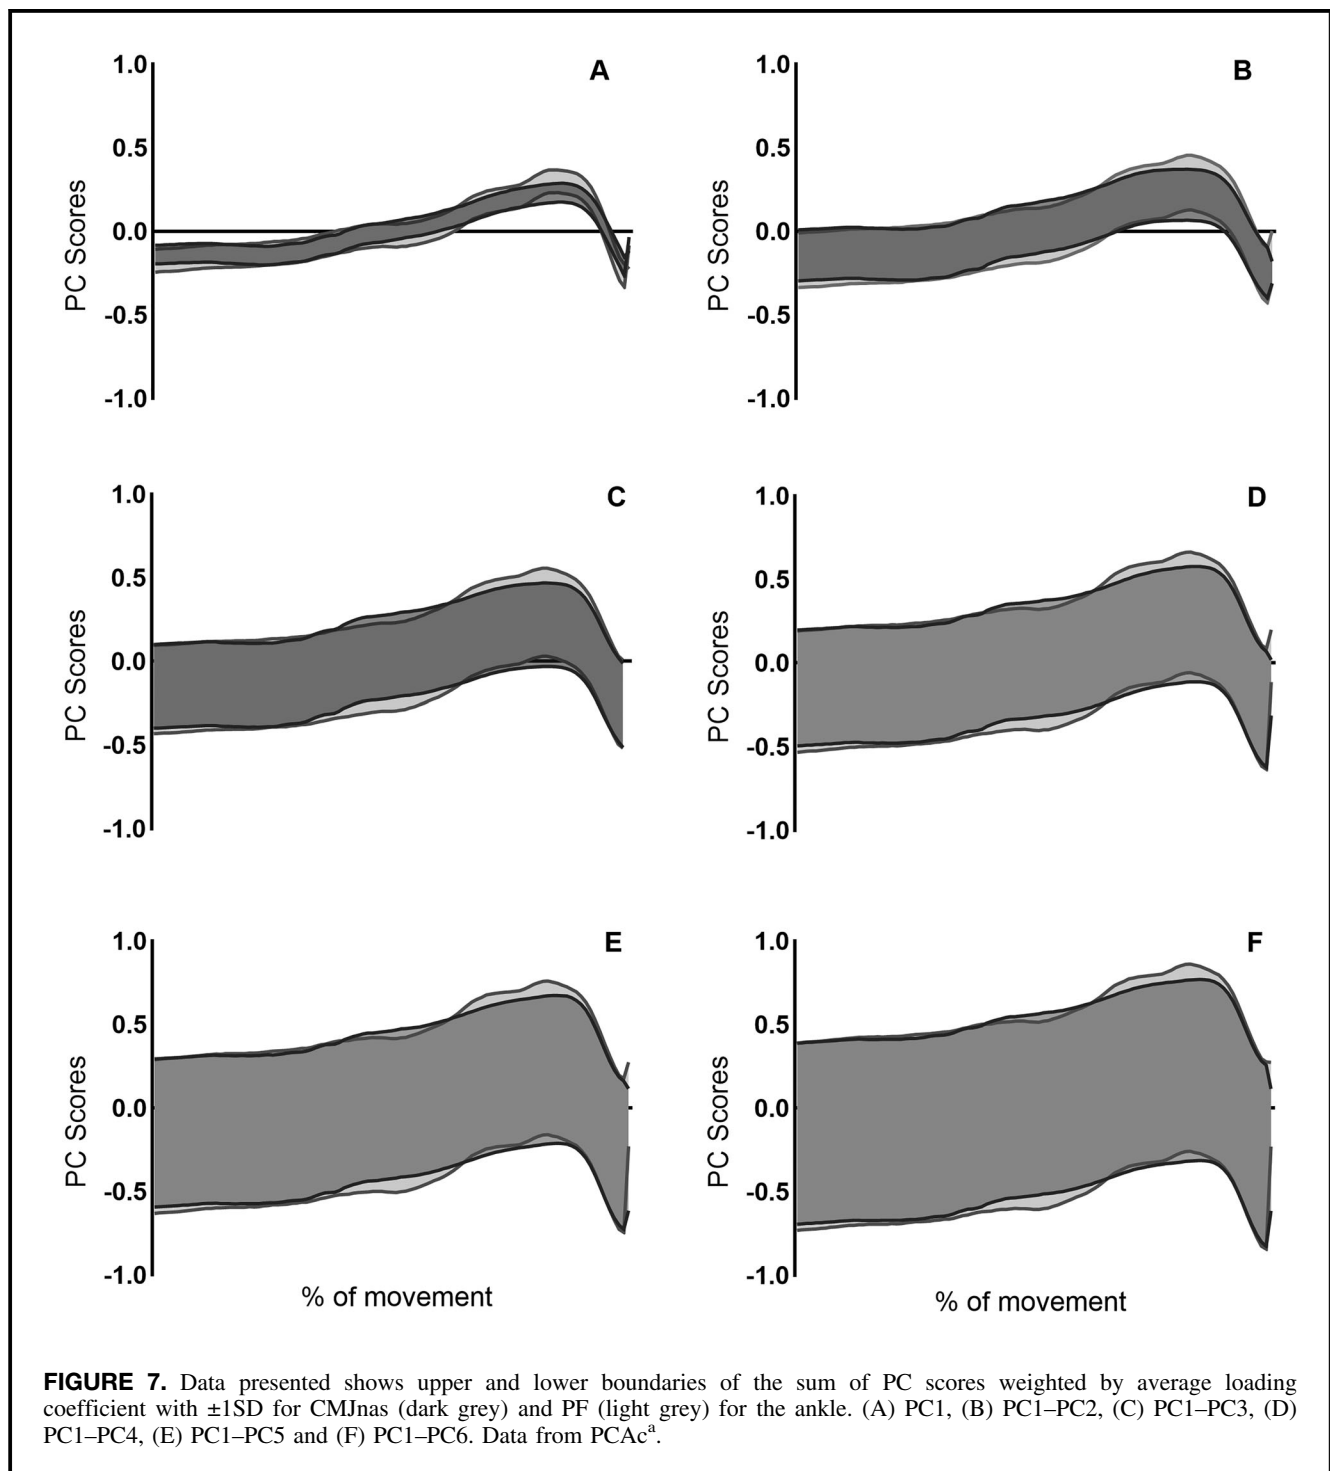 1.0
A
0.5
0.0
-0.5
-1.0
PC Scores
1.0
B
0.5
0.0
-0.5
-1.0
PC Scores
1.0
C
0.5
0.0
-0.5
-1.0
PC Scores
1.0
D
0.5
0.0
-0.5
-1.0
PC Scores
1.0
E
0.5
0.0
-0.5
-1.0
PC Scores
% of movement
1.0
F
0.5
0.0
-0.5
-1.0
PC Scores
% of movement
FIGURE 7. Data presented shows upper and lower boundaries of the sum of PC scores weighted by average loading
coefficient with ±1SD for CMJnas (dark grey) and PF (light grey) for the ankle. (A) PC1, (B) PC1–PC2, (C) PC1–PC3, (D)
PC1–PC4, (E) PC1–PC5 and (F) PC1–PC6. Data from PCAcᵃ.